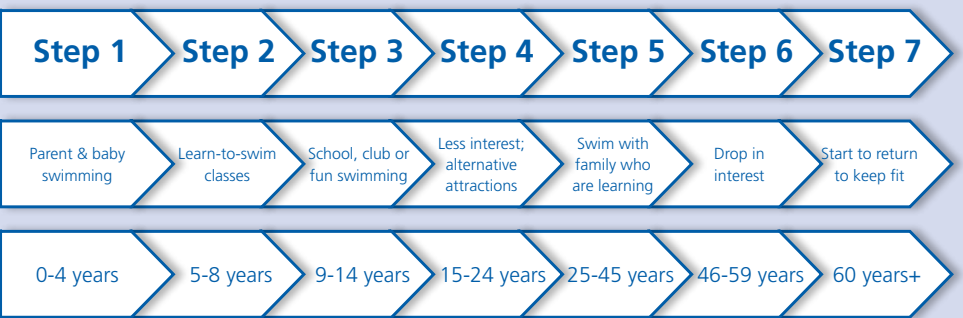 Step 1
Step 2
Step 3
Step 4
Step 5
Step 6
Step 7
Parent & baby
swimming
Learn-to-swim
classes
School, club or
fun swimming
Less interest;
alternative
attractions
Swim with
family who
are learning
Drop in
interest
Start to return
to keep fit
0-4 years
5-8 years
9-14 years
15-24 years
25-45 years
46-59 years
60 years+